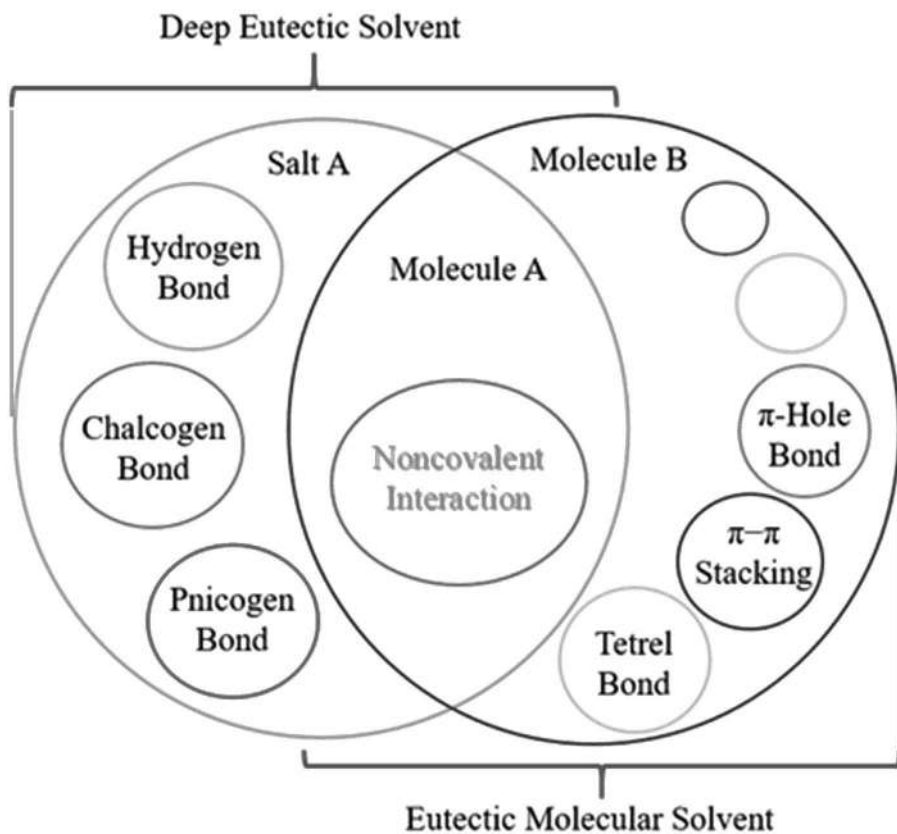 Deep Eutectic Solvent
Salt A
Molecule B
Hydrogen
Bond
Molecule A
Chalcogen
Bond
Noncovalent
Interaction
π-Hole
Bond
π–π
Stacking
Pnicogen
Bond
Tetrel
Bond
Eutectic Molecular Solvent